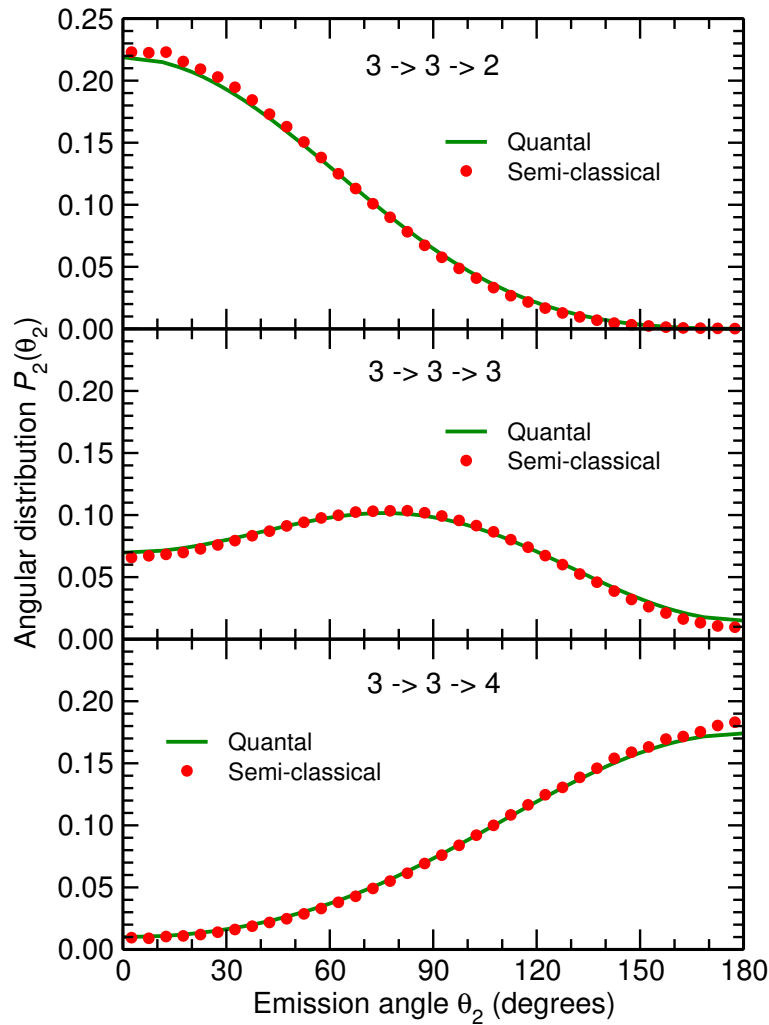 0.25
0.20
0.15
0.10
0.05
0.00
3 -> 3 -> 2
Quantal
Semi-classical
0.20
0.15
0.10
0.05
0.00
3 -> 3 -> 3
Quantal
Semi-classical
0.20
0.15
0.10
0.05
0.00
3 -> 3 -> 4
Quantal
Semi-classical
0 30 60 90 120 150 180
Emission angle θ₂ (degrees)
Angular distribution P₂(θ₂)